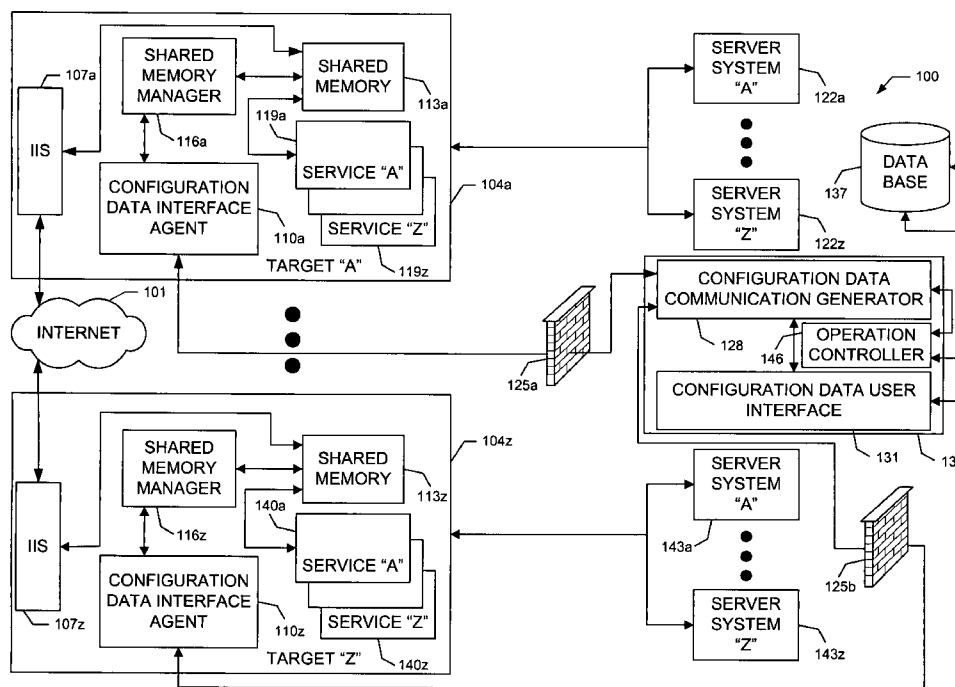 107a
IIS
SHARED
MEMORY
MANAGER
116a
SHARED
MEMORY
113a
119a
SERVICE "A"
SERVICE "Z"
119z
CONFIGURATION
DATA INTERFACE
AGENT
110a
104a
TARGET "A"
SERVER
SYSTEM
"A"
122a
SERVER
SYSTEM
"Z"
122z
100
DATA
BASE
137
101
INTERNET
125a
CONFIGURATION DATA
COMMUNICATION GENERATOR
128
146
OPERATION
CONTROLLER
CONFIGURATION DATA USER
INTERFACE
131
104z
SHARED
MEMORY
MANAGER
116z
SHARED
MEMORY
113z
IIS
107z
140a
SERVICE "A"
SERVICE "Z"
140z
CONFIGURATION
DATA INTERFACE
AGENT
110z
TARGET "Z"
SERVER
SYSTEM
"A"
143a
SERVER
SYSTEM
"Z"
143z
125b